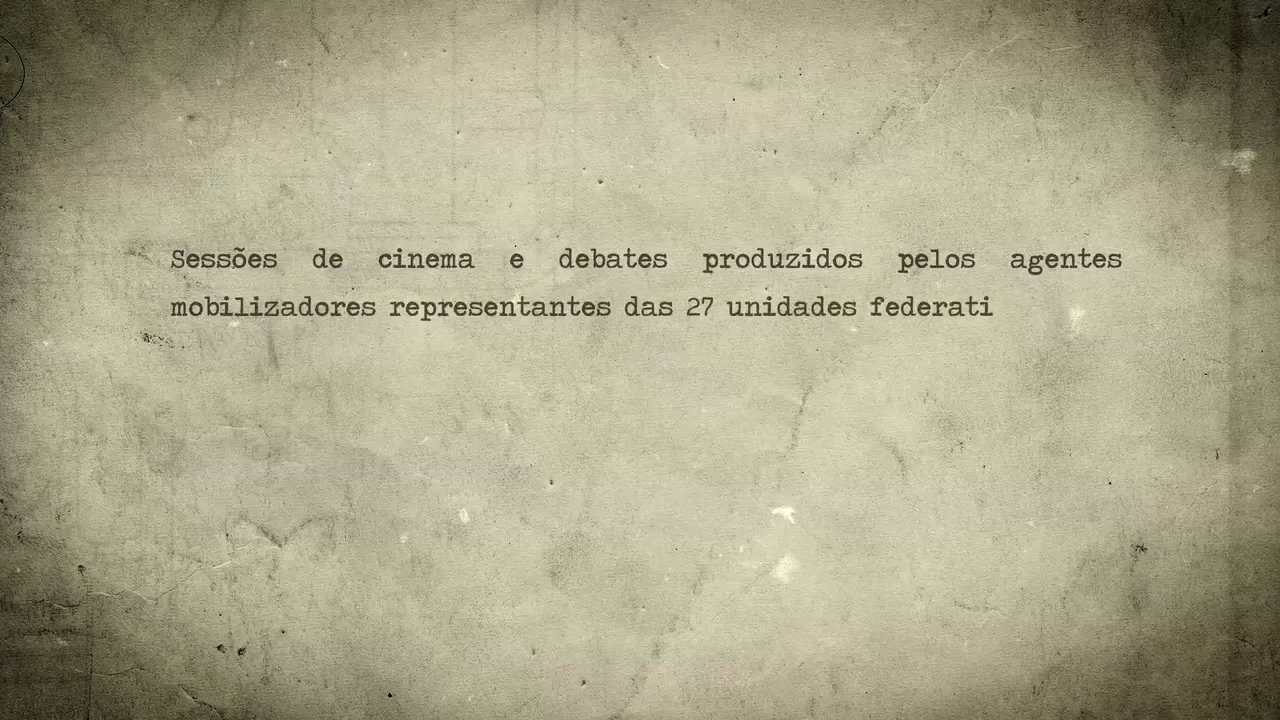 Sessões de cinema e debates produzidos pelos agentes
mobilizadores representantes das 27 unidades federati